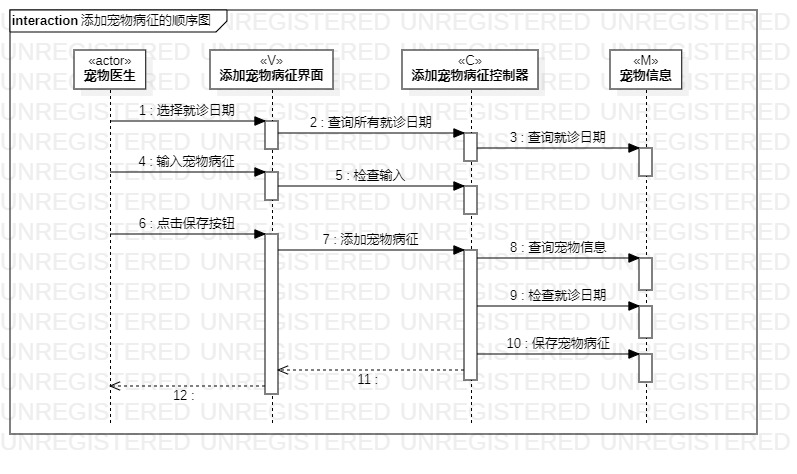 interaction 添加宠物病征的顺序图
«actor»
宠物医生
«V»
添加宠物病征界面
«C»
添加宠物病征控制器
«M»
宠物信息
1 : 选择就诊日期
2 : 查询所有就诊日期
3 : 查询就诊日期
4 : 输入宠物病征
5 : 检查输入
6 : 点击保存按钮
7 : 添加宠物病征
8 : 查询宠物信息
9 : 检查就诊日期
10 : 保存宠物病征
11 :
12 :
UNREGISTERED UNREGISTERED UNREGISTERED UNREGISTERED